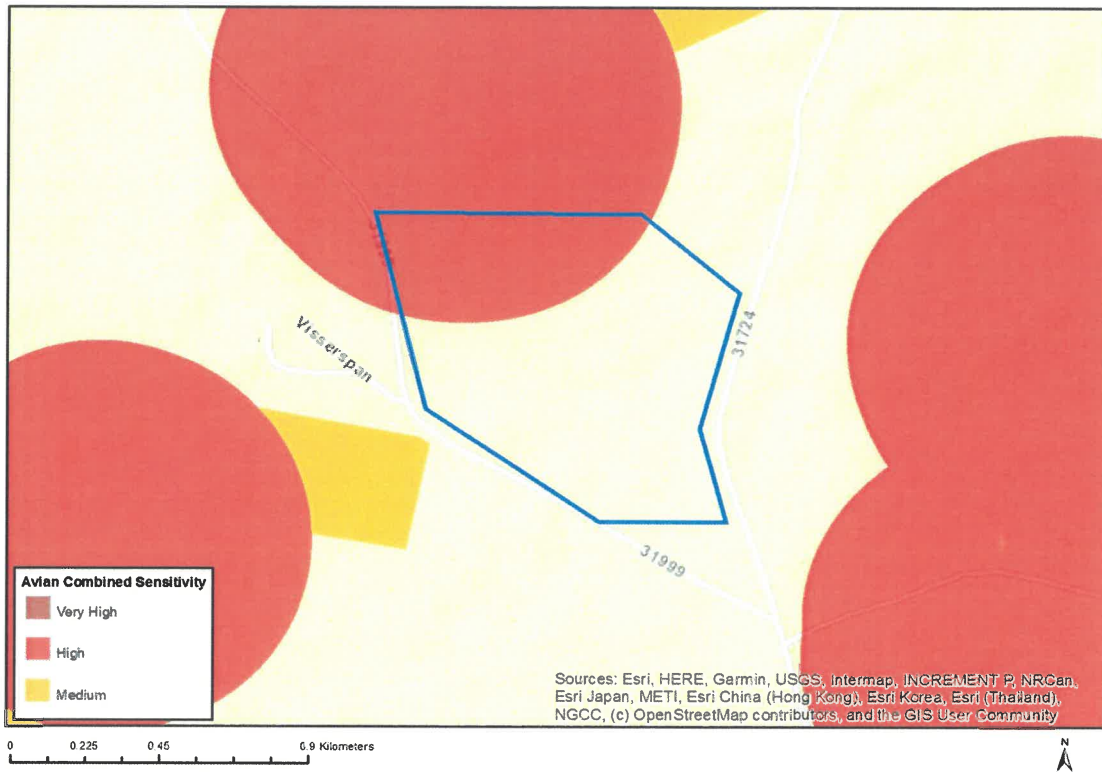 Visserspan
31724
31999
Avian Combined Sensitivity
Very High
High
Medium
Sources: Esri, HERE, Garmin, USGS, Intermap, INCREMENT P, NRCan,
Esri Japan, METI, Esri China (Hong Kong), Esri Korea, Esri (Thailand),
NGCC, (c) OpenStreetMap contributors, and the GIS User Community
0 0.225 0.45 0.9 Kilometers
N